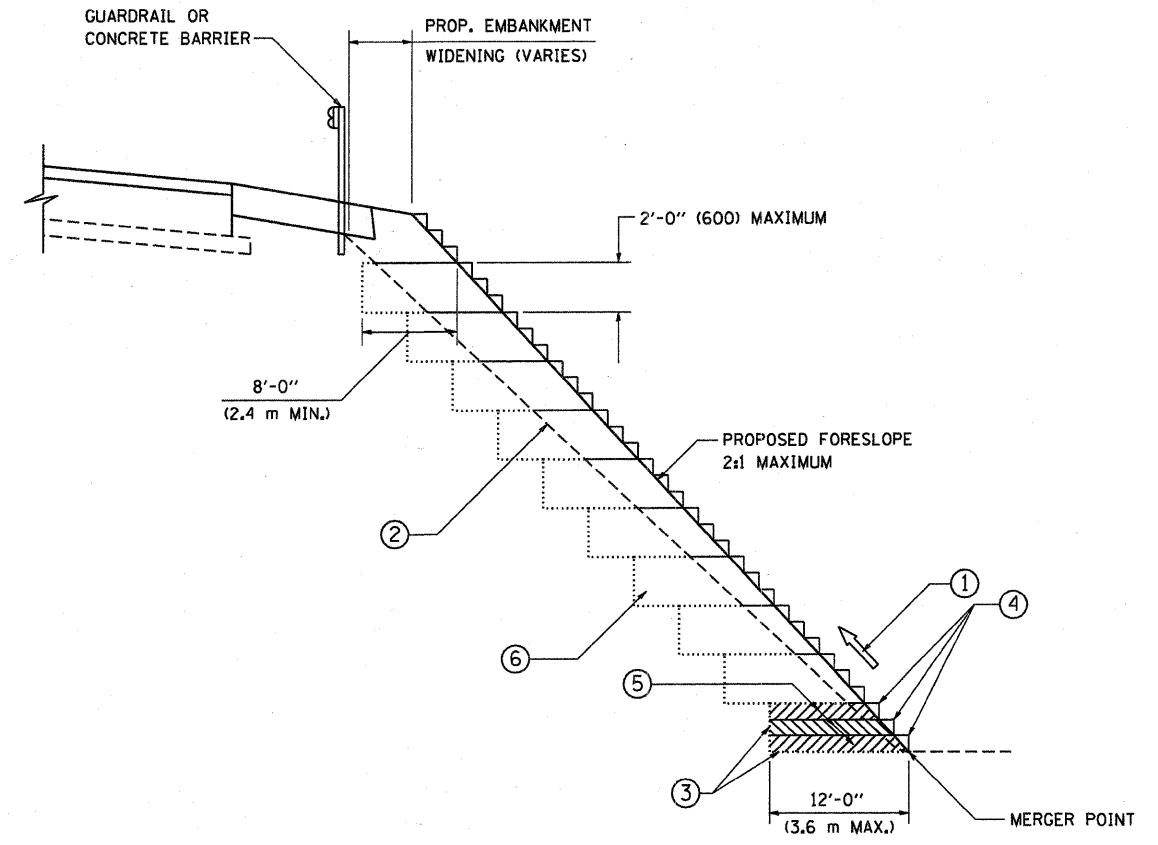 GUARDRAIL OR
CONCRETE BARRIER
PROP. EMBANKMENT
WIDENING (VARIES)
2'-0" (600) MAXIMUM
8'-0"
(2.4 m MIN.)
PROPOSED FORESLOPE
2:1 MAXIMUM
2
1
4
6
5
3
12'-0"
(3.6 m MAX.)
MERGER POINT